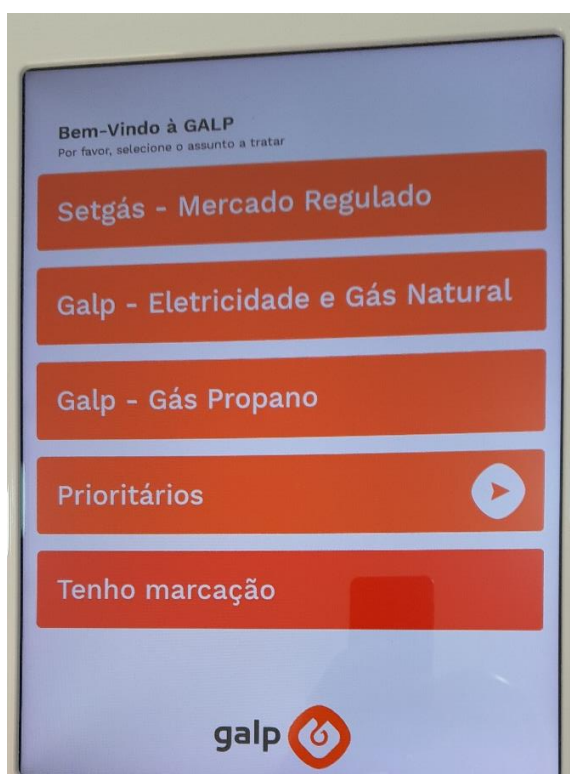 Bem-Vindo à GALP
Por favor, selecione o assunto a tratar
Setgás - Mercado Regulado
Galp - Eletricidade e Gás Natural
Galp - Gás Propano
Prioritários
Tenho marcação
galp